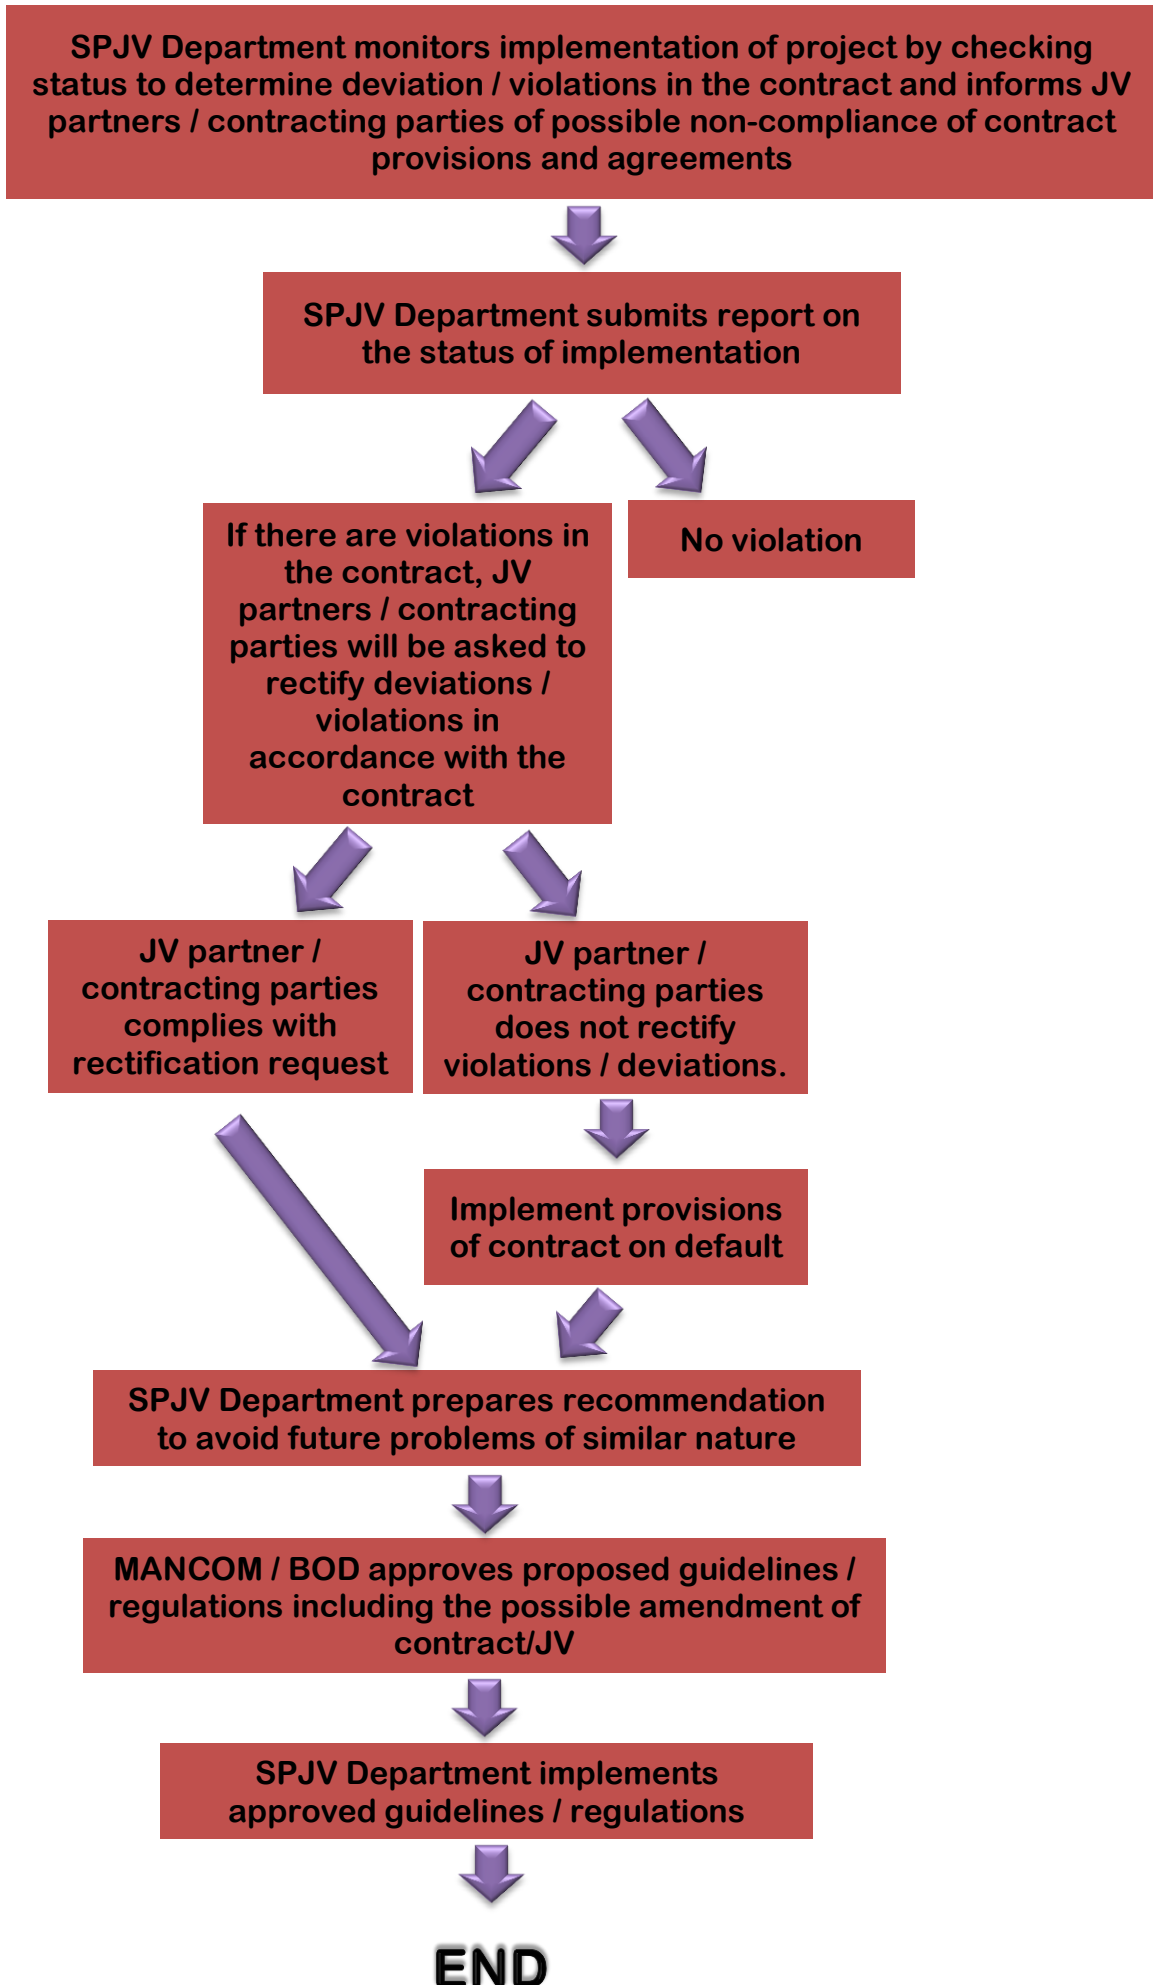 SPJV Department monitors implementation of project by checking
status to determine deviation / violations in the contract and informs JV
partners / contracting parties of possible non-compliance of contract
provisions and agreements
SPJV Department submits report on
the status of implementation
If there are violations in
the contract, JV
partners / contracting
parties will be asked to
rectify deviations /
violations in
accordance with the
contract
No violation
JV partner /
contracting parties
complies with
rectification request
JV partner /
contracting parties
does not rectify
violations / deviations.
Implement provisions
of contract on default
SPJV Department prepares recommendation
to avoid future problems of similar nature
MANCOM / BOD approves proposed guidelines /
regulations including the possible amendment of
contract/JV
SPJV Department implements
approved guidelines / regulations
END